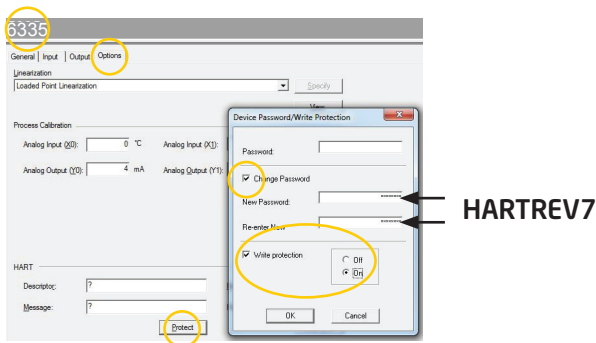 6335
General Input Output Options
Linearization
Loaded Point Linearization
Specify
View
Process Calibration
Analog Input (X0): 0 °C Analog Input (X1):
Analog Output (Y0): 4 mA Analog Output (Y1):
HART
Descriptor: ?
Message: ?
Protect
Device Password/Write Protection
Password:
Change Password
New Password: ********
Re-enter New ********
Write protection
Off
On
OK Cancel
HARTREV7